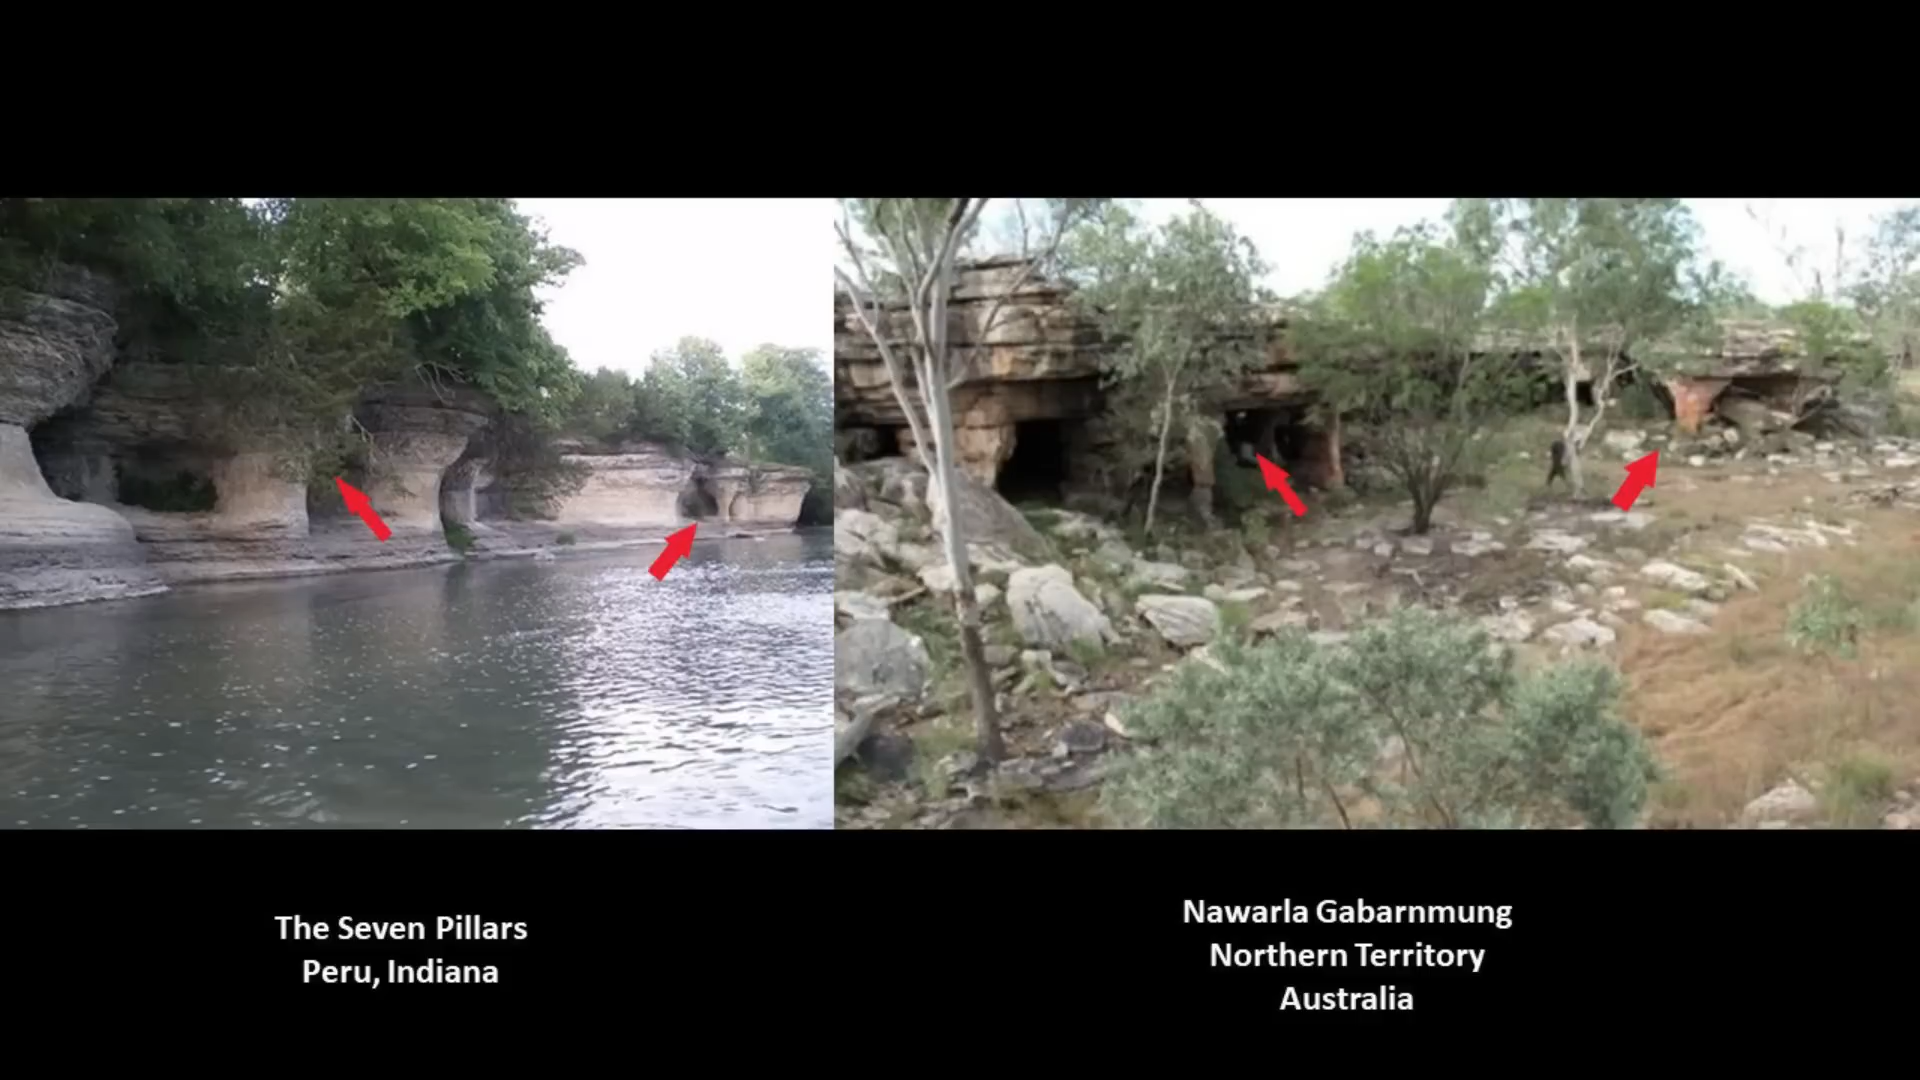 The Seven Pillars
Peru, Indiana
Nawarla Gabarnmung
Northern Territory
Australia